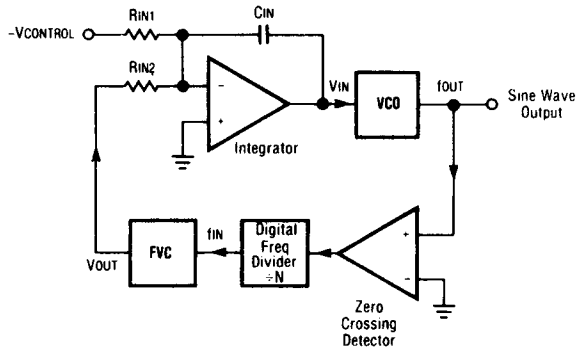 RIN1
CIN
-VCONTROL
RIN2
-
+
VIN
VCO
fOUT
Sine Wave
Output
Integrator
FVC
fIN
VOUT
Digital
Freq
Divider
÷N
+
-
Zero
Crossing
Detector